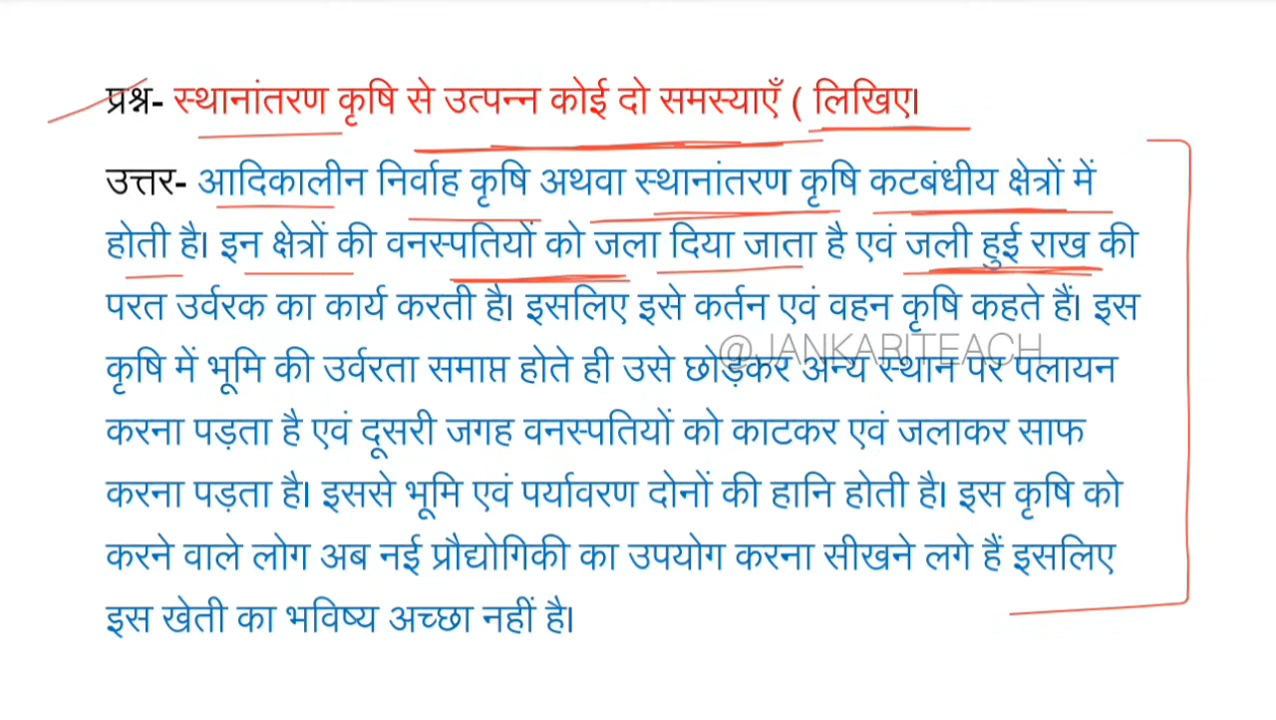 प्रश्न- स्थानांतरण कृषि से उत्पन्न कोई दो समस्याएँ ( लिखिए।
उत्तर- आदिकालीन निर्वाह कृषि अथवा स्थानांतरण कृषि कटबंधीय क्षेत्रों में
होती है। इन क्षेत्रों की वनस्पतियों को जला दिया जाता है एवं जली हुई राख की
परत उर्वरक का कार्य करती है। इसलिए इसे कर्तन एवं वहन कृषि कहते हैं। इस
@JANKARITEACH
कृषि में भूमि की उर्वरता समाप्त होते ही उसे छोड़कर अन्य स्थान पर पलायन
करना पड़ता है एवं दूसरी जगह वनस्पतियों को काटकर एवं जलाकर साफ
करना पड़ता है। इससे भूमि एवं पर्यावरण दोनों की हानि होती है। इस कृषि को
करने वाले लोग अब नई प्रौद्योगिकी का उपयोग करना सीखने लगे हैं इसलिए
इस खेती का भविष्य अच्छा नहीं है।